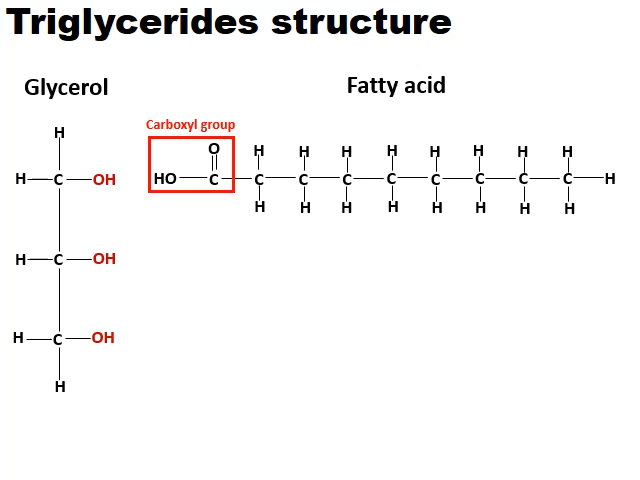 Triglycerides structure
Glycerol
Fatty acid
Carboxyl group
H
O H H H H H H H H
H C OH HO C C C C C C C C C H
H H H H H H H H
H C OH
H C OH
H